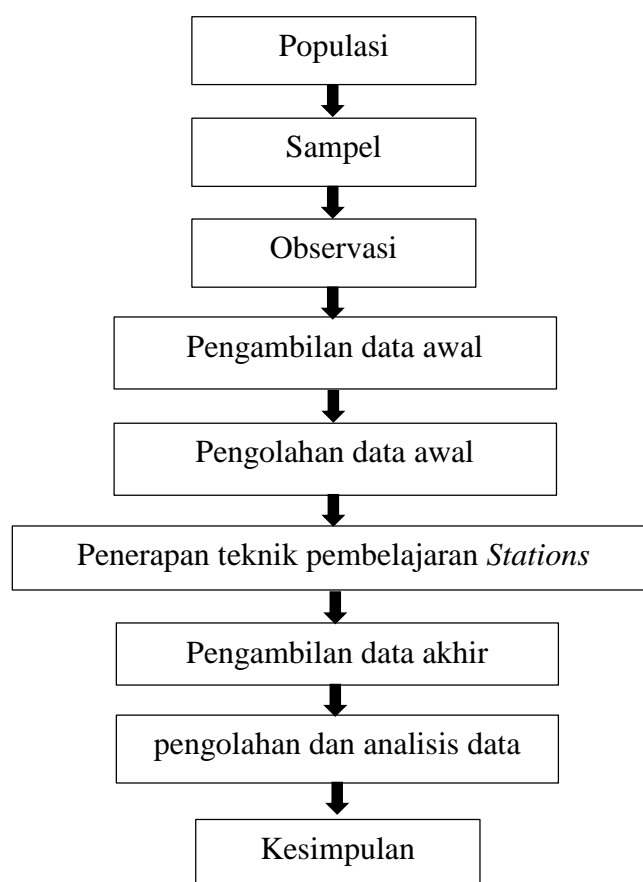 Populasi
Sampel
Observasi
Pengambilan data awal
Pengolahan data awal
Penerapan teknik pembelajaran Stations
Pengambilan data akhir
pengolahan dan analisis data
Kesimpulan